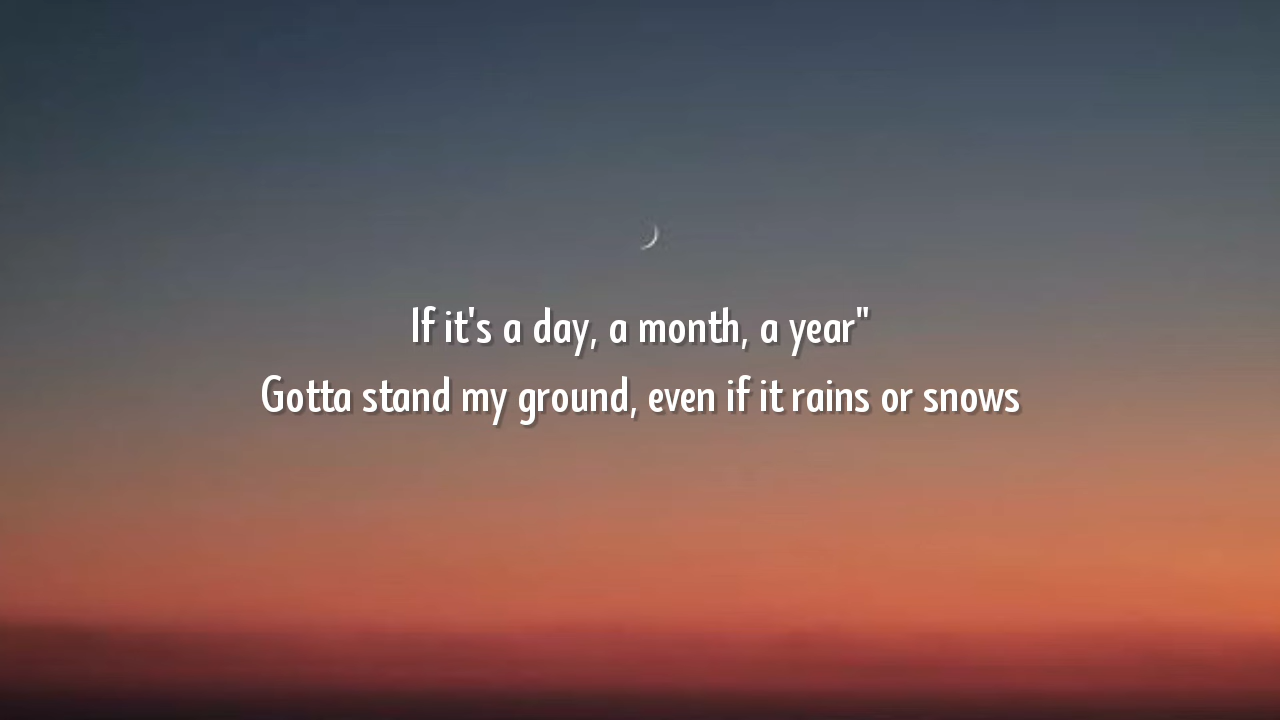 If it's a day, a month, a year"
Gotta stand my ground, even if it rains or snows